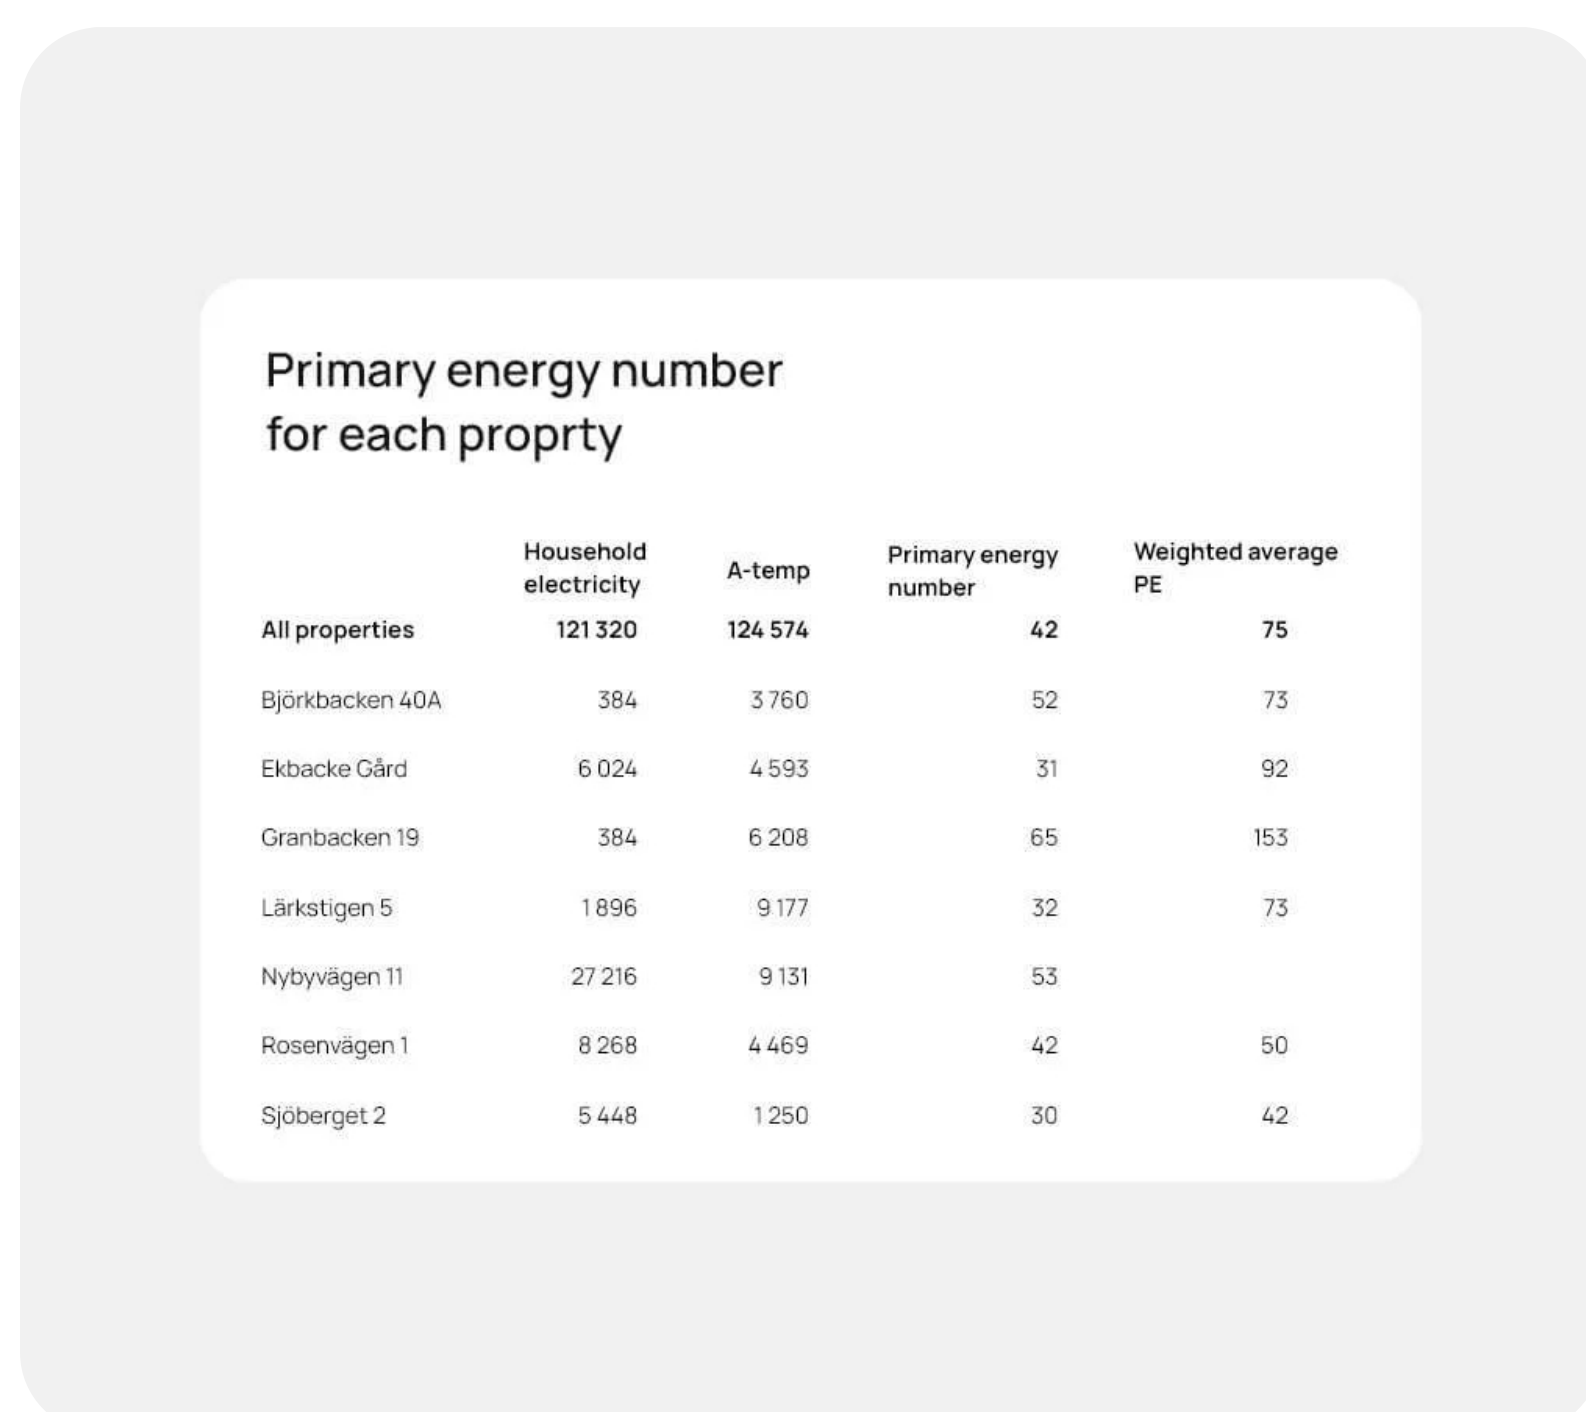 Primary energy number
for each proprty
Household electricity A-temp Primary energy number Weighted average PE
All properties 121 320 124 574 42 75
Björkbacken 40A 384 3 760 52 73
Ekbacke Gård 6 024 4 593 31 92
Granbacken 19 384 6 208 65 153
Lärkstigen 5 1 896 9 177 32 73
Nybyvägen 11 27 216 9 131 53
Rosenvägen 1 8 268 4 469 42 50
Sjöberget 2 5 448 1 250 30 42